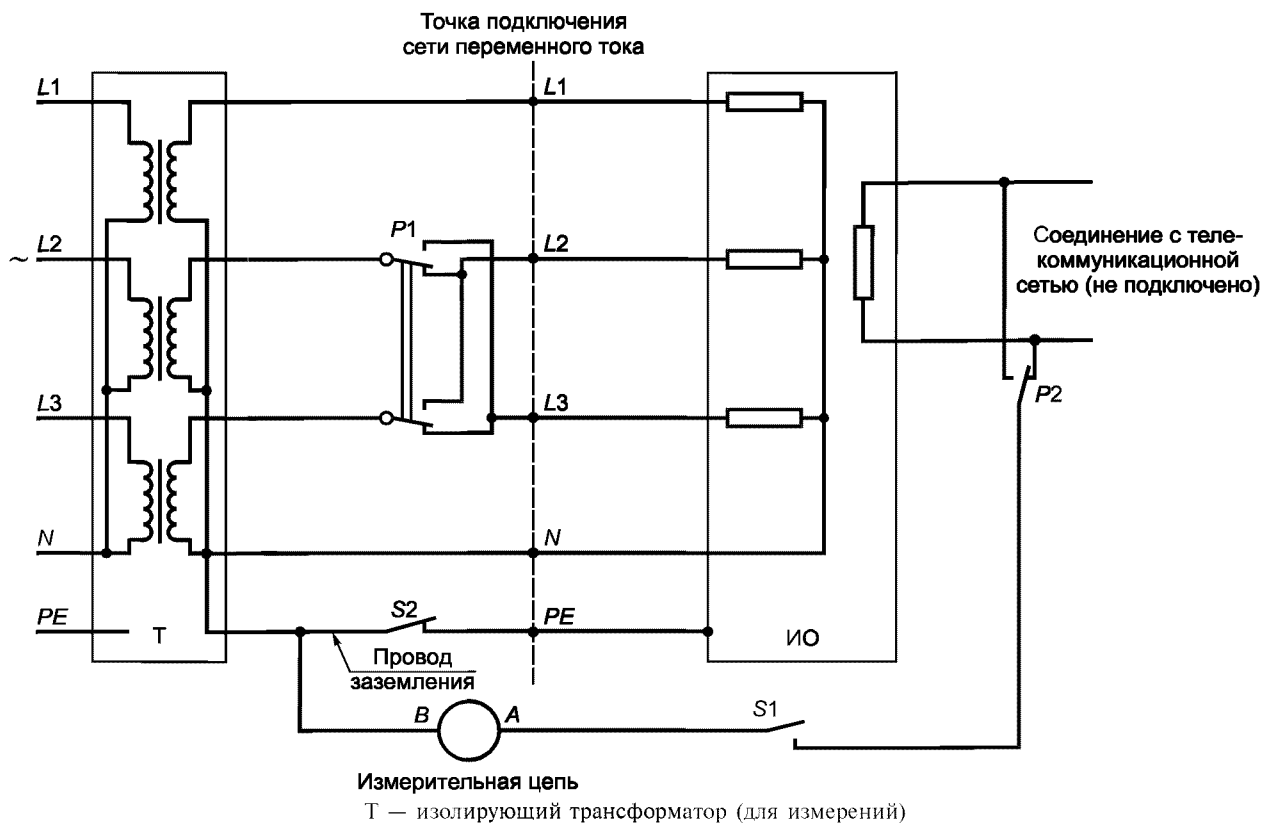 Точка подключения
сети переменного тока
L1
L1
~
L2
P1
L2
Соединение с теле-
коммуникационной
сетью (не подключено)
L3
L3
P2
N
N
PE
T
S2
PE
ИО
Провод
заземления
B
A
S1
Измерительная цепь
Т — изолирующий трансформатор (для измерений)